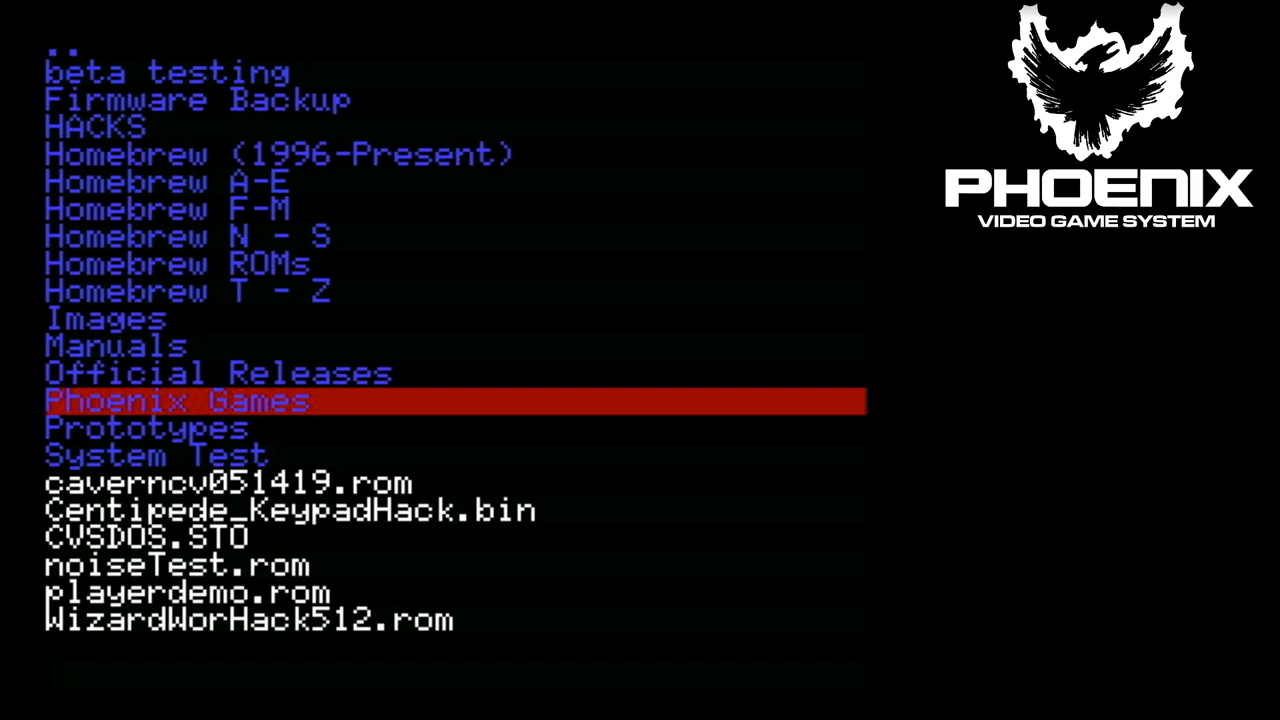 ..
beta testing
Firmware Backup
HACKS
Homebrew (1996-Present)
Homebrew A-E
Homebrew F-M
Homebrew N - S
Homebrew ROMs
Homebrew T - Z
Images
Manuals
Official Releases
Phoenix Games
Prototypes
System Test
caverncv051419.rom
Centipede_KeypadHack.bin
CVSDOS.STO
noiseTest.rom
playerdemo.rom
WizardWorHack512.rom
PHOENIX
VIDEO GAME SYSTEM